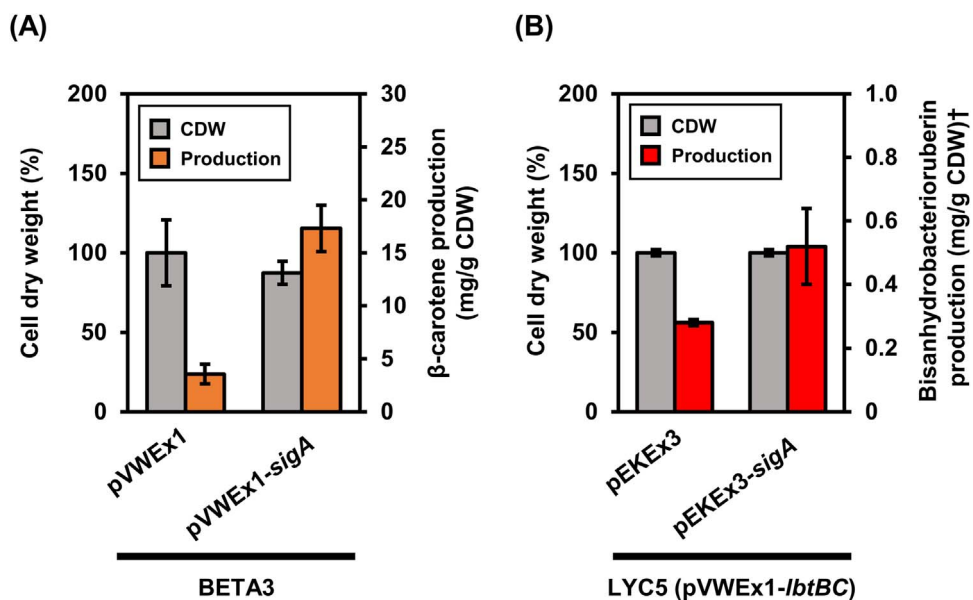 (A)
Cell dry weight (%)
200
150
100
50
0
CDW
Production
30
25
20
15
10
5
0
β-carotene production
(mg/g CDW)
pVWEx1
pVWEx1-sigA
BETA3
(B)
Cell dry weight (%)
200
150
100
50
0
CDW
Production
1.0
0.8
0.6
0.4
0.2
0
Bisanhydrobacterioruberin
production (mg/g CDW)†
pEKEx3
pEKEx3-sigA
LYC5 (pVWEx1-lbtBC)